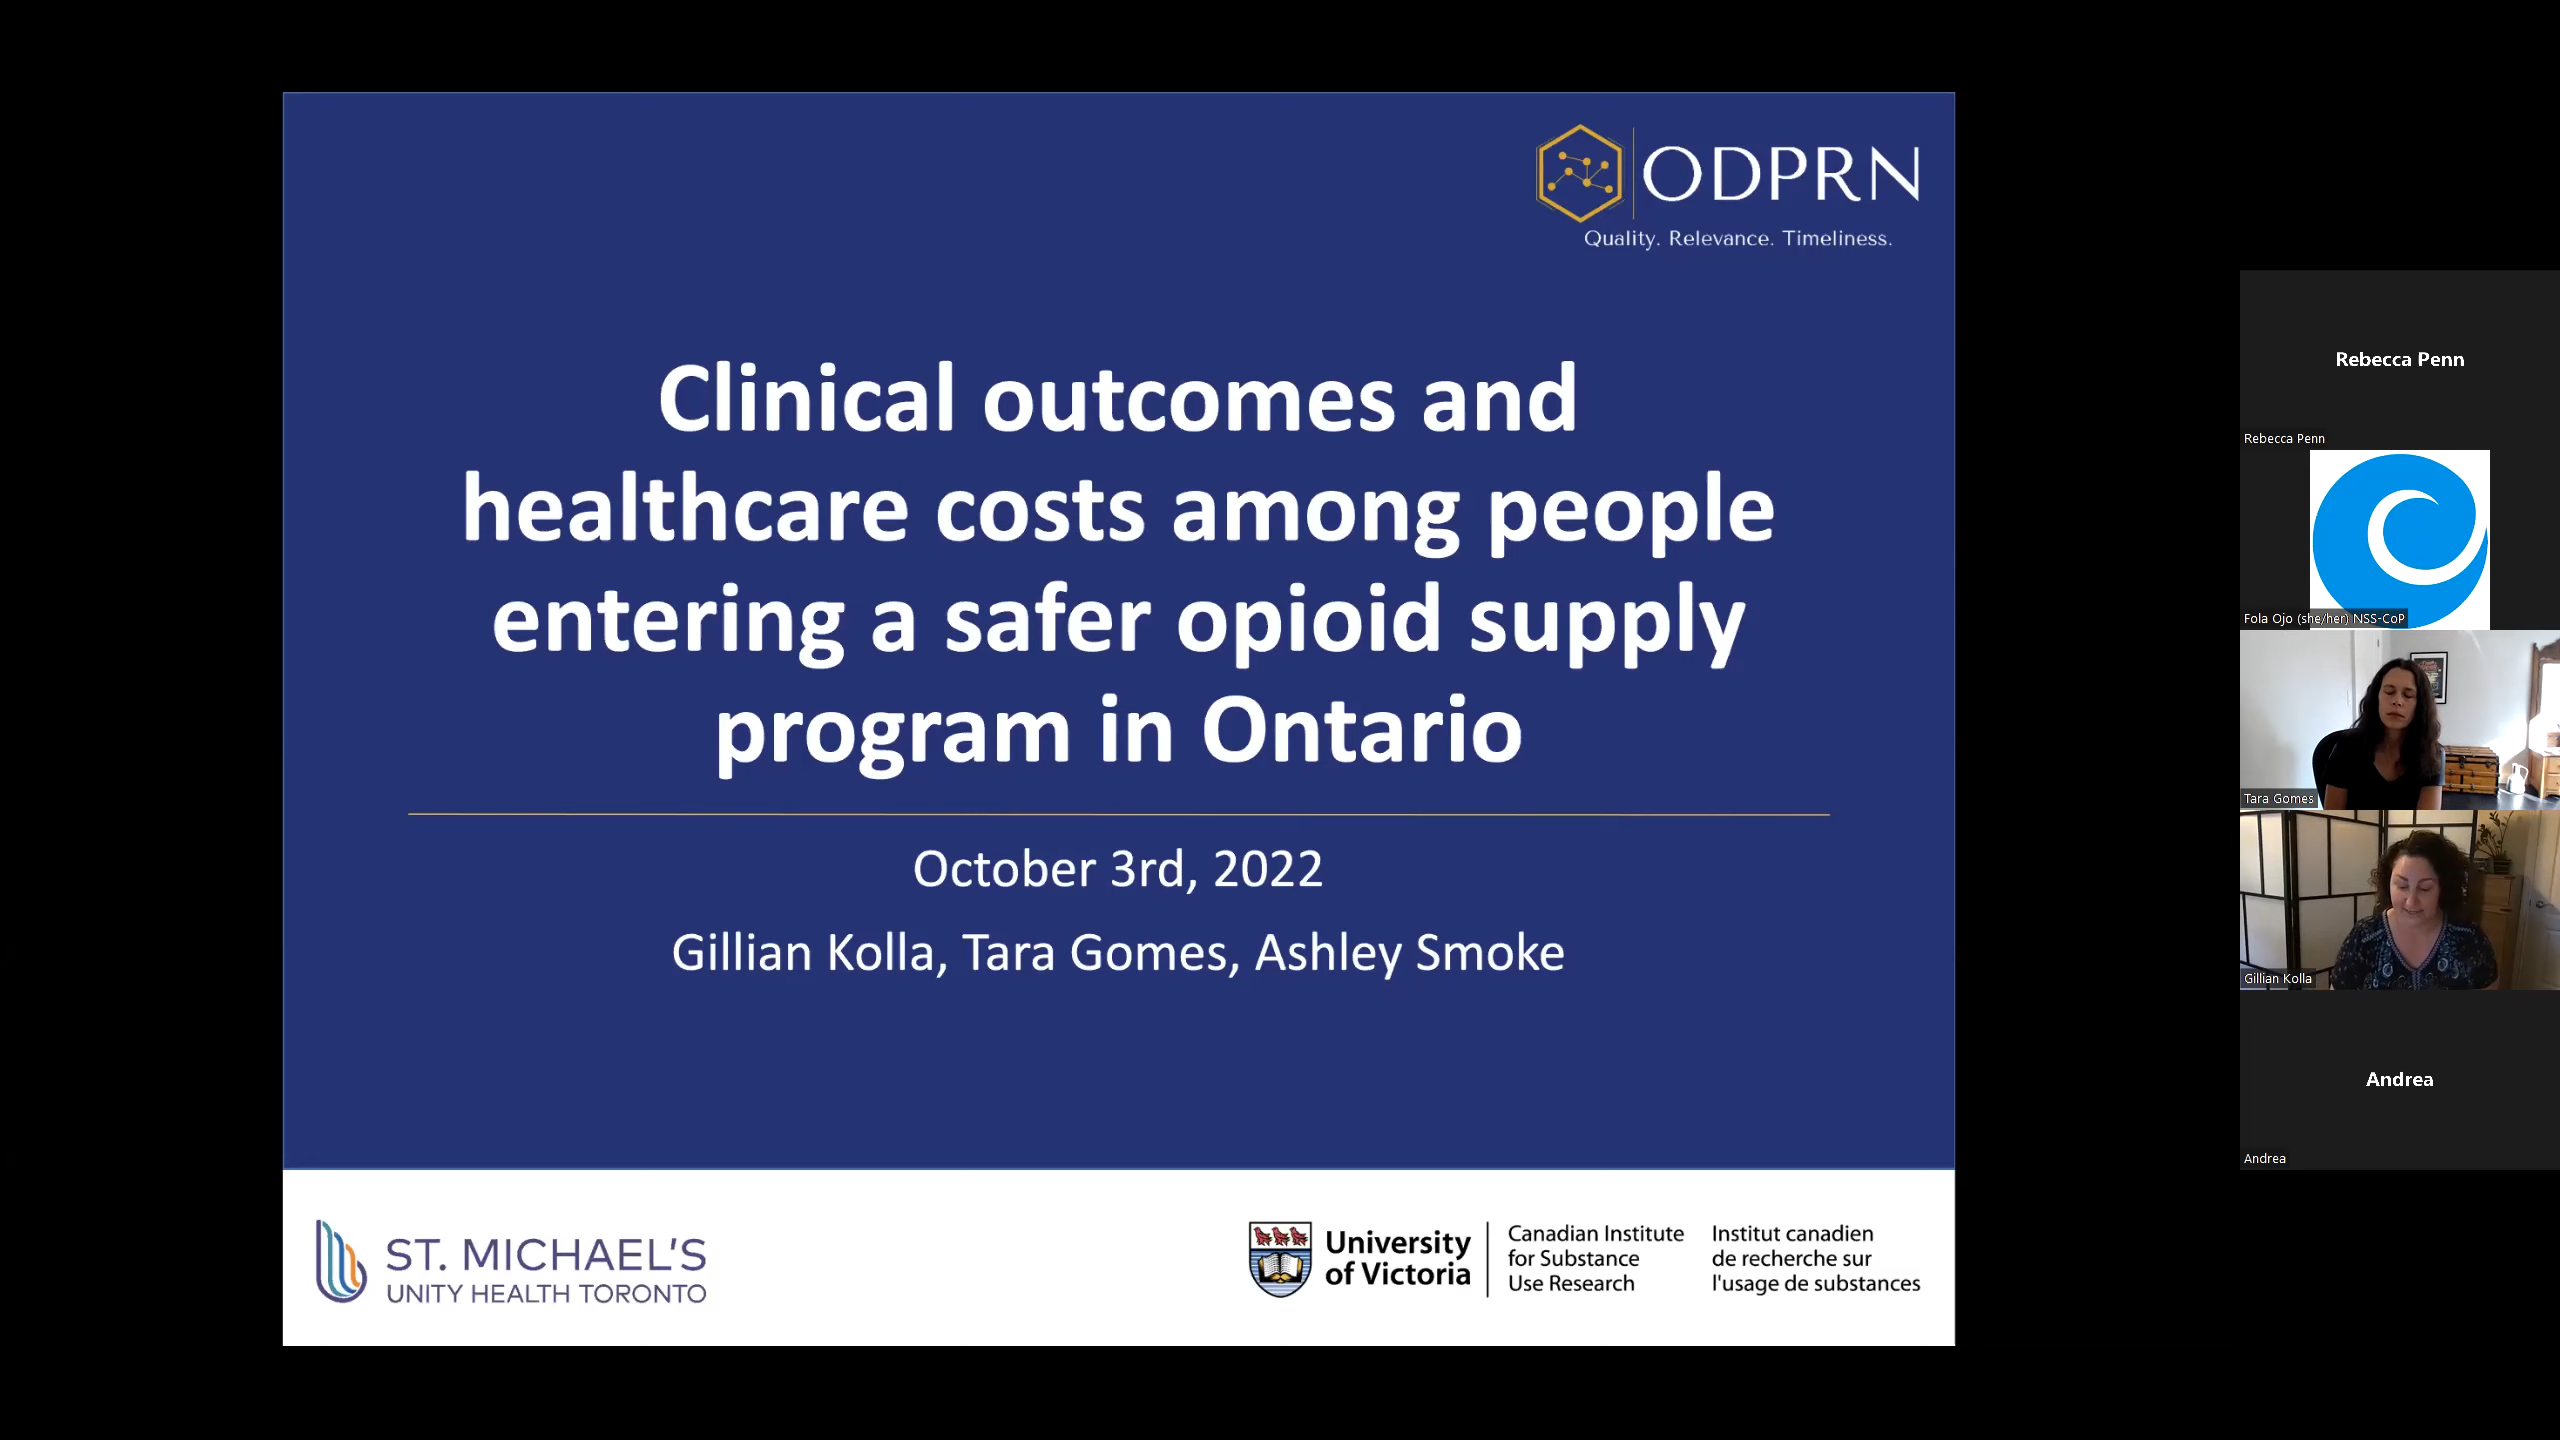 ODPRN
Quality. Relevance. Timeliness.
Clinical outcomes and
healthcare costs among people
entering a safer opioid supply
program in Ontario
October 3rd, 2022
Gillian Kolla, Tara Gomes, Ashley Smoke
ST. MICHAEL'S
UNITY HEALTH TORONTO
University
of Victoria
Canadian Institute
for Substance
Use Research
Institut canadien
de recherche sur
l'usage de substances
Rebecca Penn
Rebecca Penn
Fola Ojo (she/her) NSS-CoP
Tara Gomes
Gillian Kolla
Andrea
Andrea